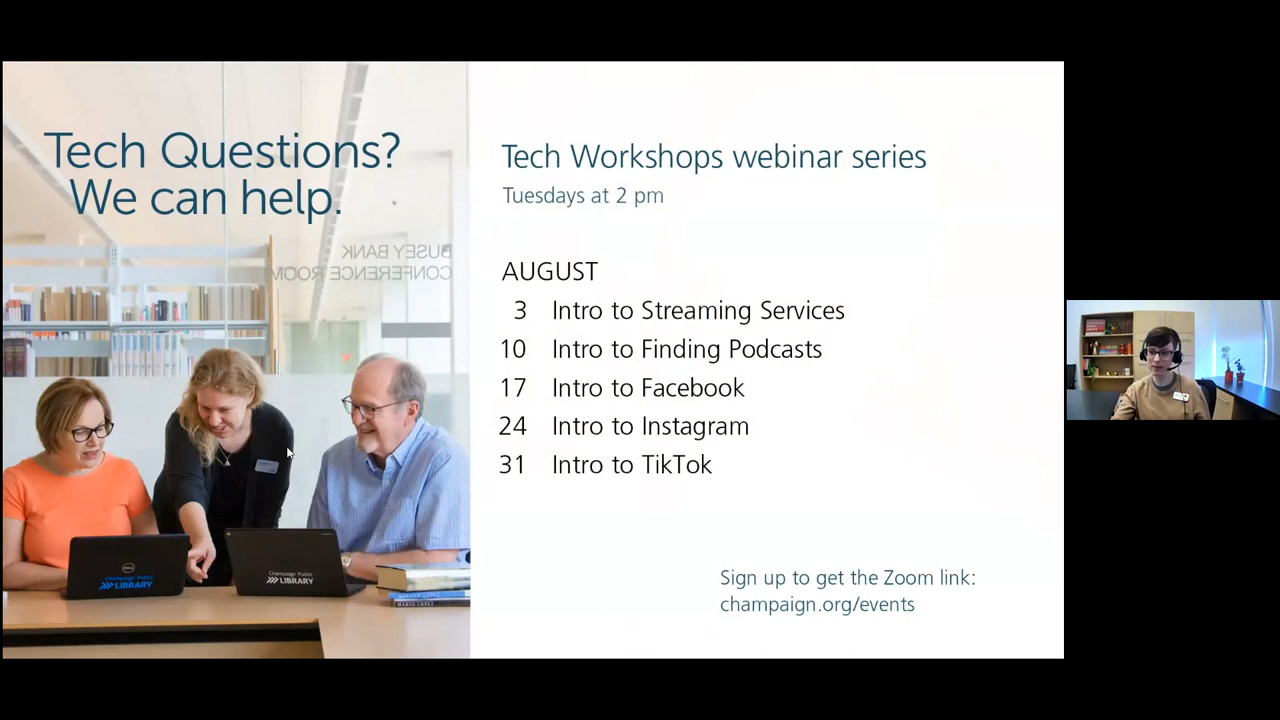 Tech Questions?
We can help.
BUSEY BANK
CONFERENCE ROOM
DELL
Champaign Public
LIBRARY
Champaign Public
LIBRARY
Tech Workshops webinar series
Tuesdays at 2 pm
AUGUST
3 Intro to Streaming Services
10 Intro to Finding Podcasts
17 Intro to Facebook
24 Intro to Instagram
31 Intro to TikTok
Sign up to get the Zoom link:
champaign.org/events